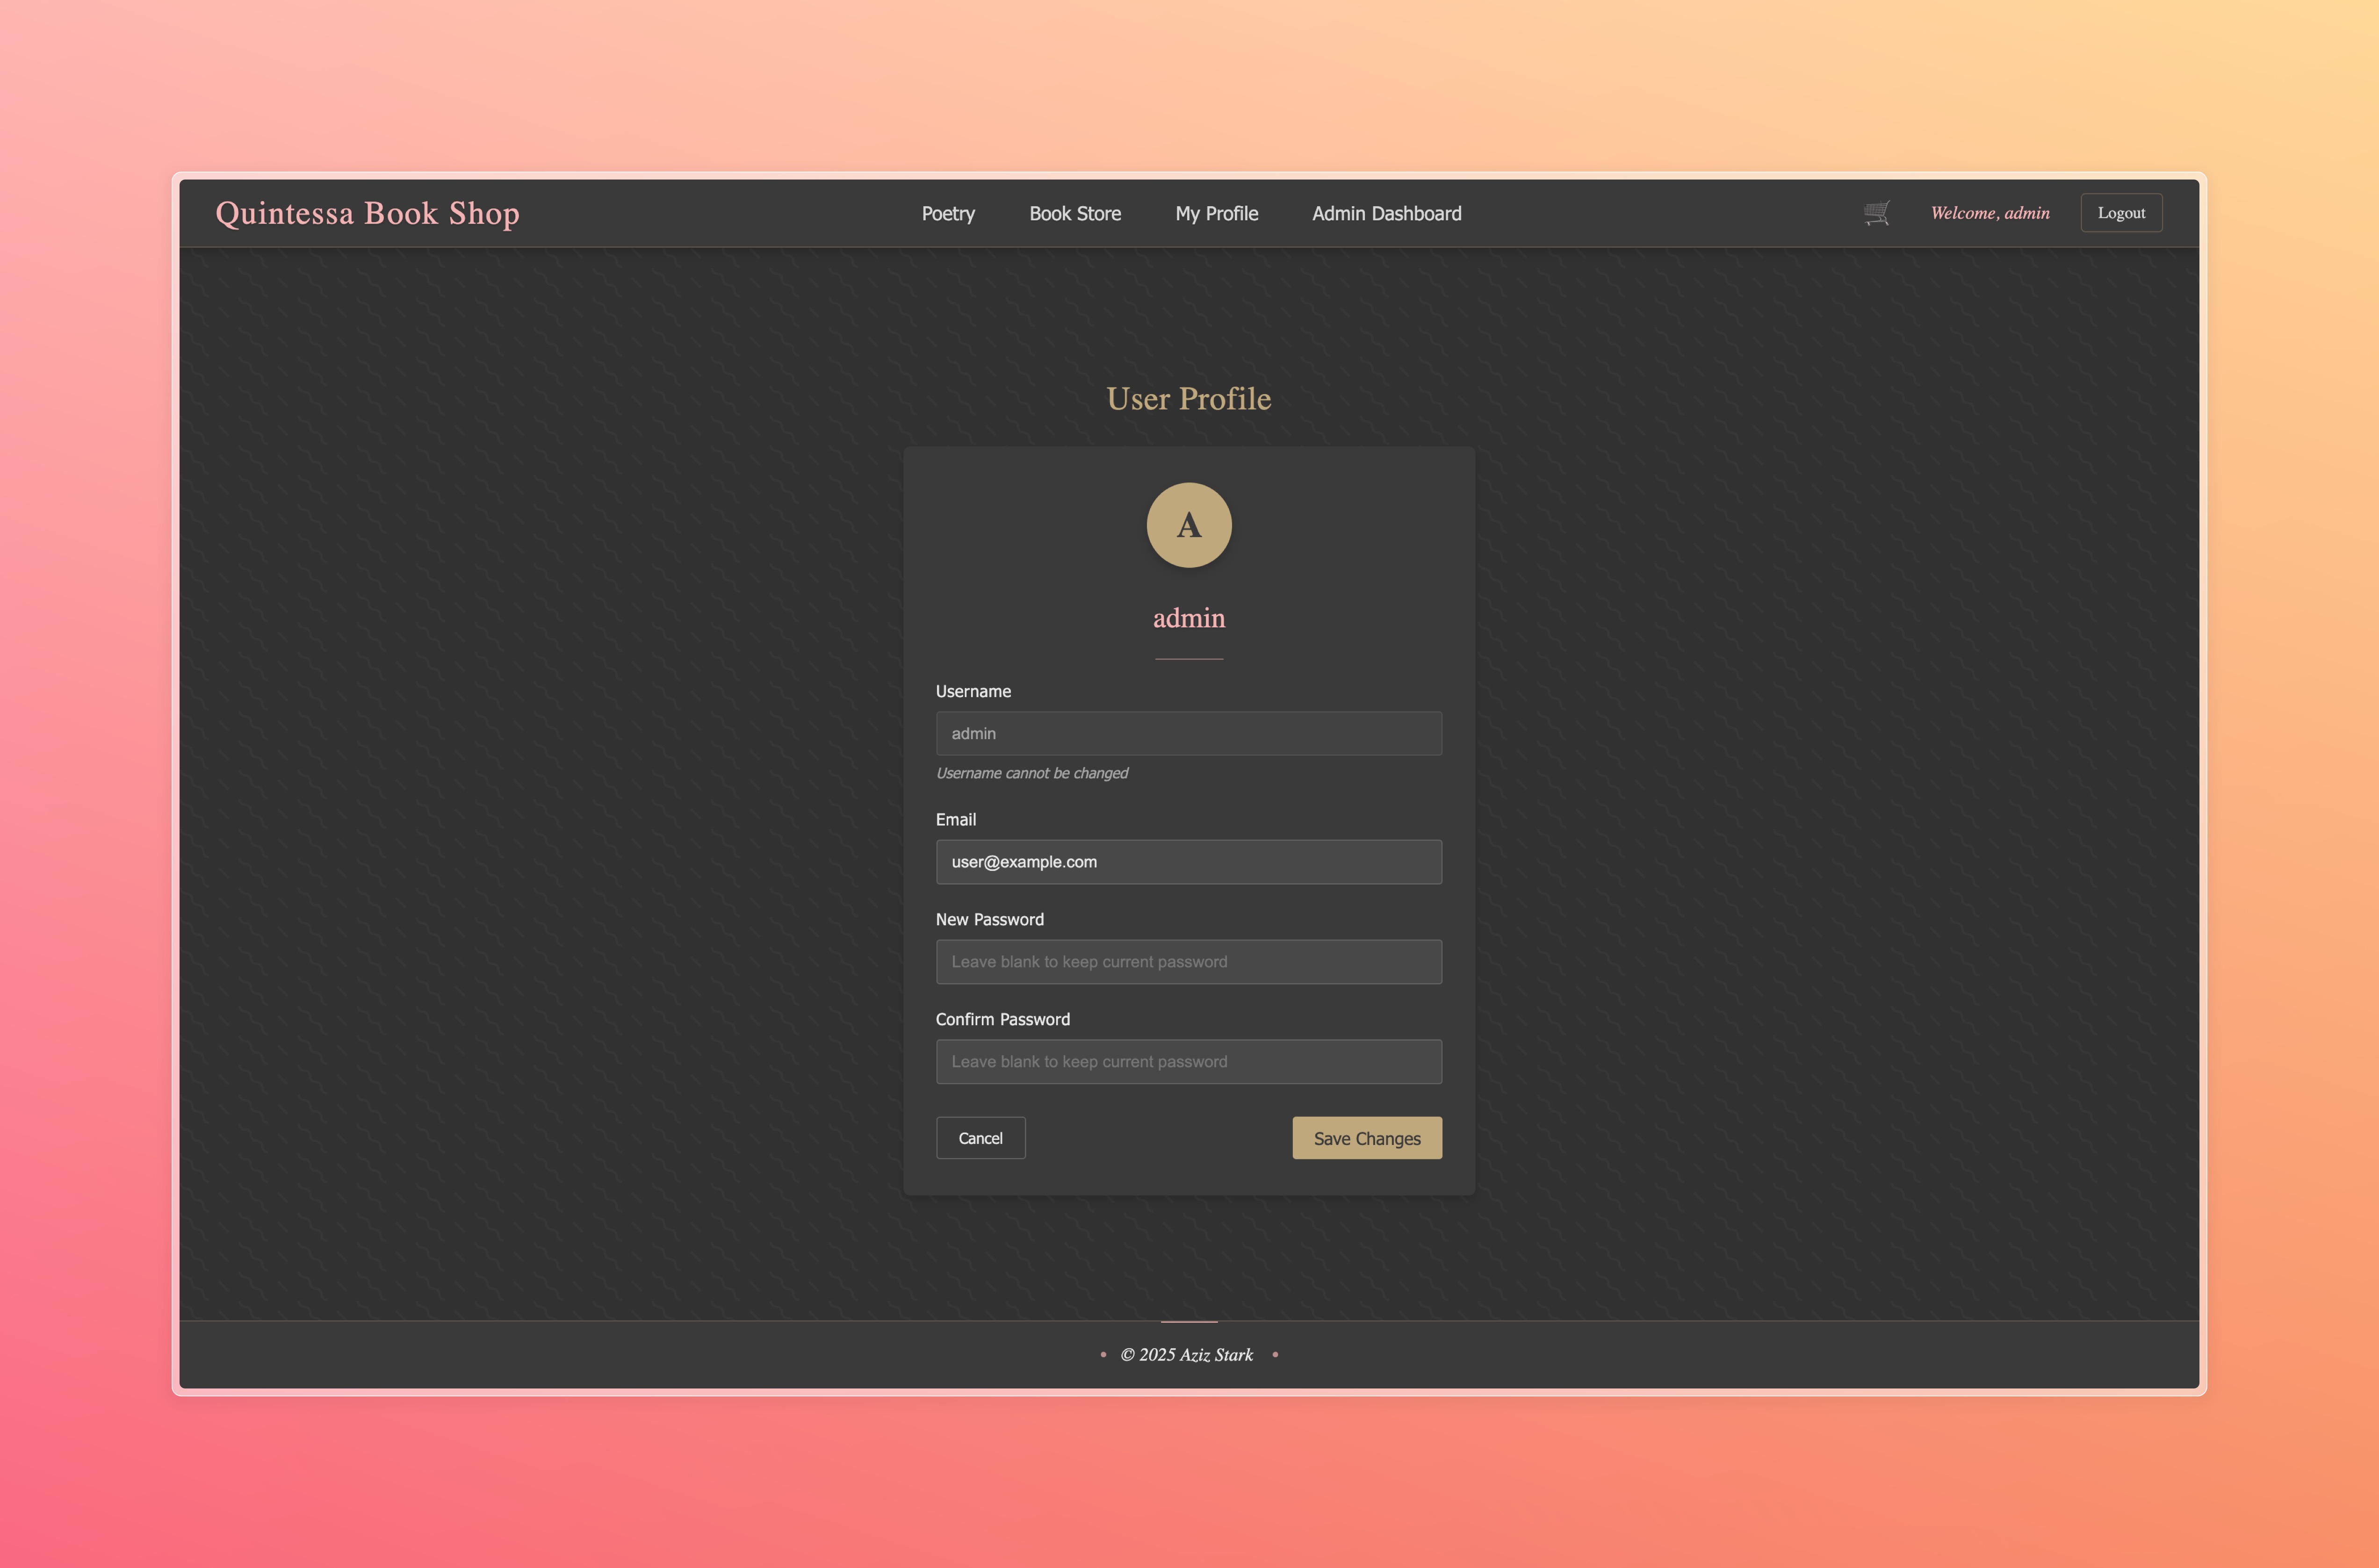 Quintessa Book Shop
Poetry
Book Store
My Profile
Admin Dashboard
Welcome, admin
Logout
User Profile
A
admin
Username
admin
Username cannot be changed
Email
user@example.com
New Password
Leave blank to keep current password
Confirm Password
Leave blank to keep current password
Cancel
Save Changes
• © 2025 Aziz Stark •